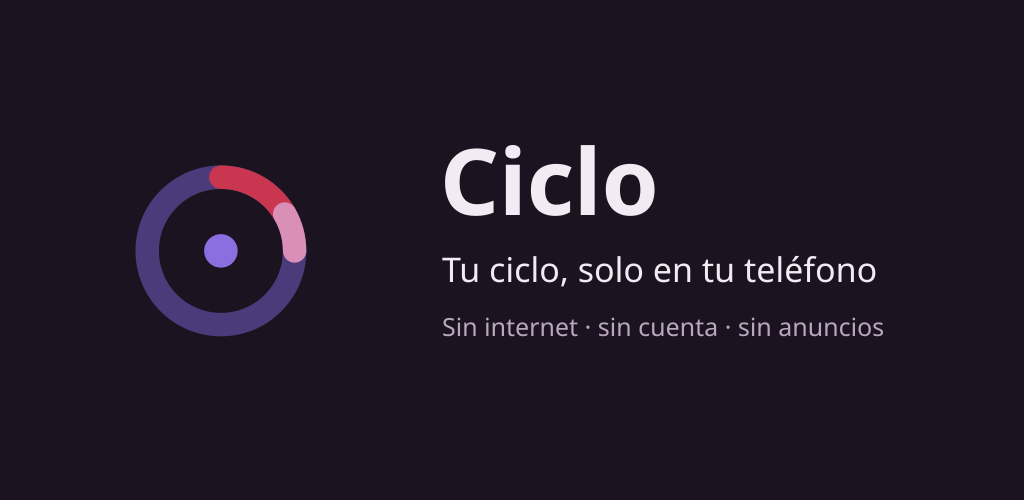 Ciclo
Tu ciclo, solo en tu teléfono
Sin internet · sin cuenta · sin anuncios